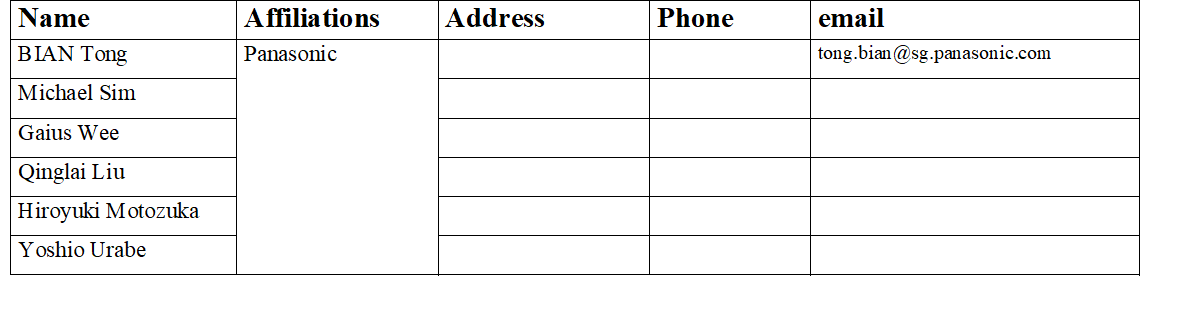 Name Affiliations Address Phone email
BIAN Tong Panasonic tong.bian@sg.panasonic.com
Michael Sim
Gaius Wee
Qinglai Liu
Hiroyuki Motozuka
Yoshio Urabe